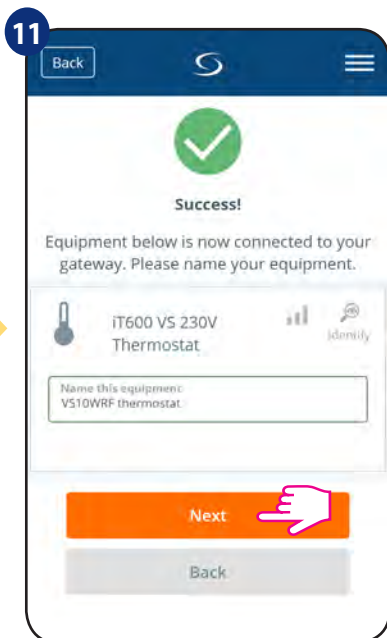 11
Back
Success!
Equipment below is now connected to your
gateway. Please name your equipment.
iT600 VS 230V
Thermostat
Identify
Name this equipment
VS10WRF thermostat
Next
Back